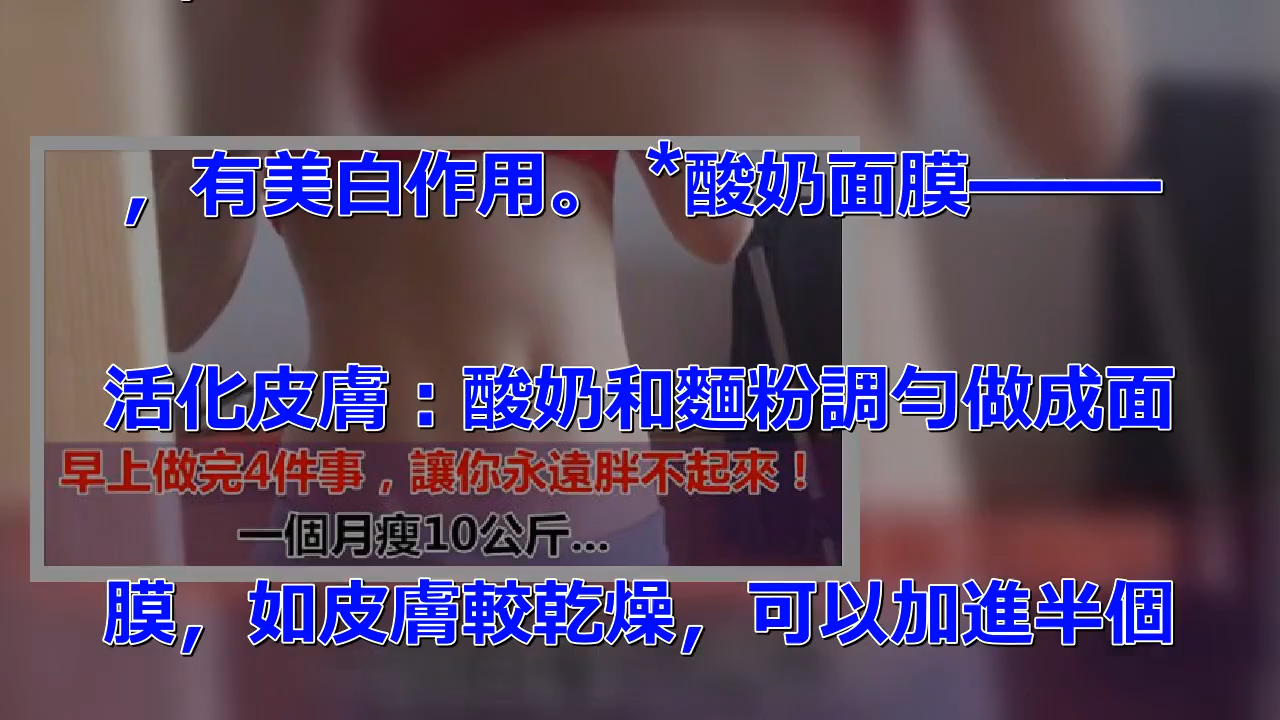 ，有美白作用。 *酸奶面膜———
活化皮膚：酸奶和麵粉調勻做成面
早上做完4件事，讓你永遠胖不起來！
一個月瘦10公斤...
膜，如皮膚較乾燥，可以加進半個